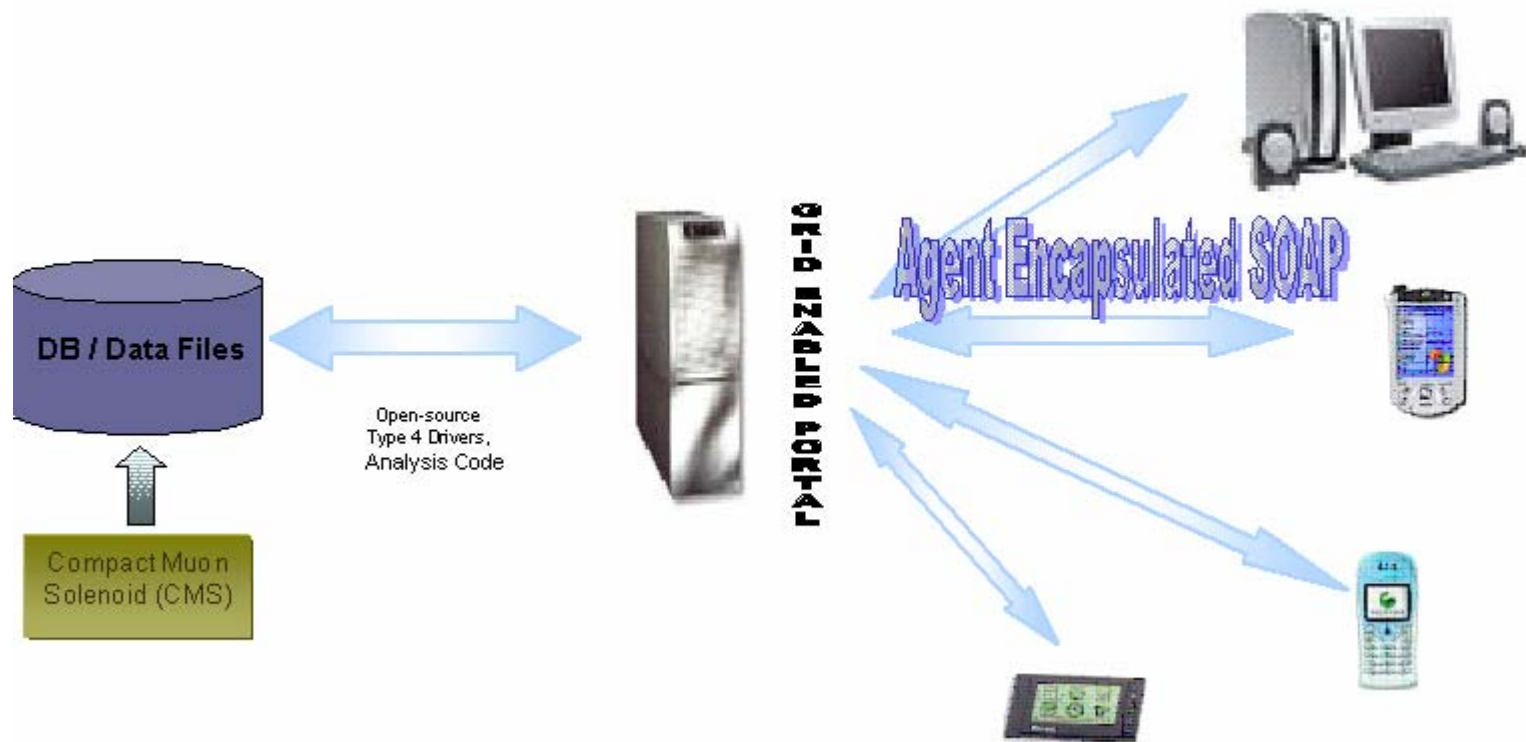 DB / Data Files
Compact Muon
Solenoid (CMS)
Open-source
Type 4 Drivers,
Analysis Code
GRID ENABLED PORTAL
Agent Encapsulated SOAP